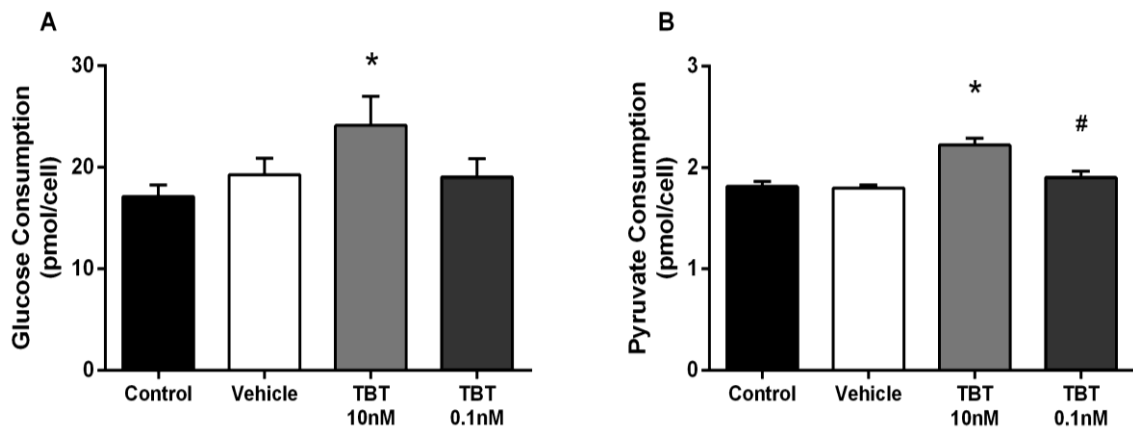 A
Glucose Consumption
(pmol/cell)
30
20
10
0
*
Control
Vehicle
TBT
10nM
TBT
0.1nM
B
Pyruvate Consumption
(pmol/cell)
3
2
1
0
*
#
Control
Vehicle
TBT
10nM
TBT
0.1nM